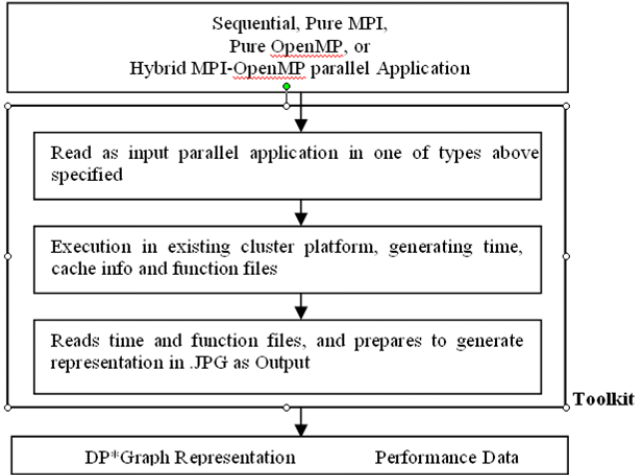 Sequential, Pure MPI,
Pure OpenMP, or
Hybrid MPI-OpenMP parallel Application
Read as input parallel application in one of types above
specified
Execution in existing cluster platform, generating time,
cache info and function files
Reads time and function files, and prepares to generate
representation in .JPG as Output
Toolkit
DP*Graph Representation Performance Data